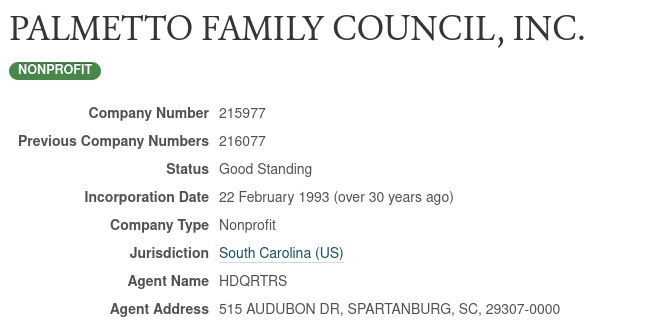 PALMETTO FAMILY COUNCIL, INC.
NONPROFIT
Company Number 215977
Previous Company Numbers 216077
Status Good Standing
Incorporation Date 22 February 1993 (over 30 years ago)
Company Type Nonprofit
Jurisdiction South Carolina (US)
Agent Name HDQRTRS
Agent Address 515 AUDUBON DR, SPARTANBURG, SC, 29307-0000